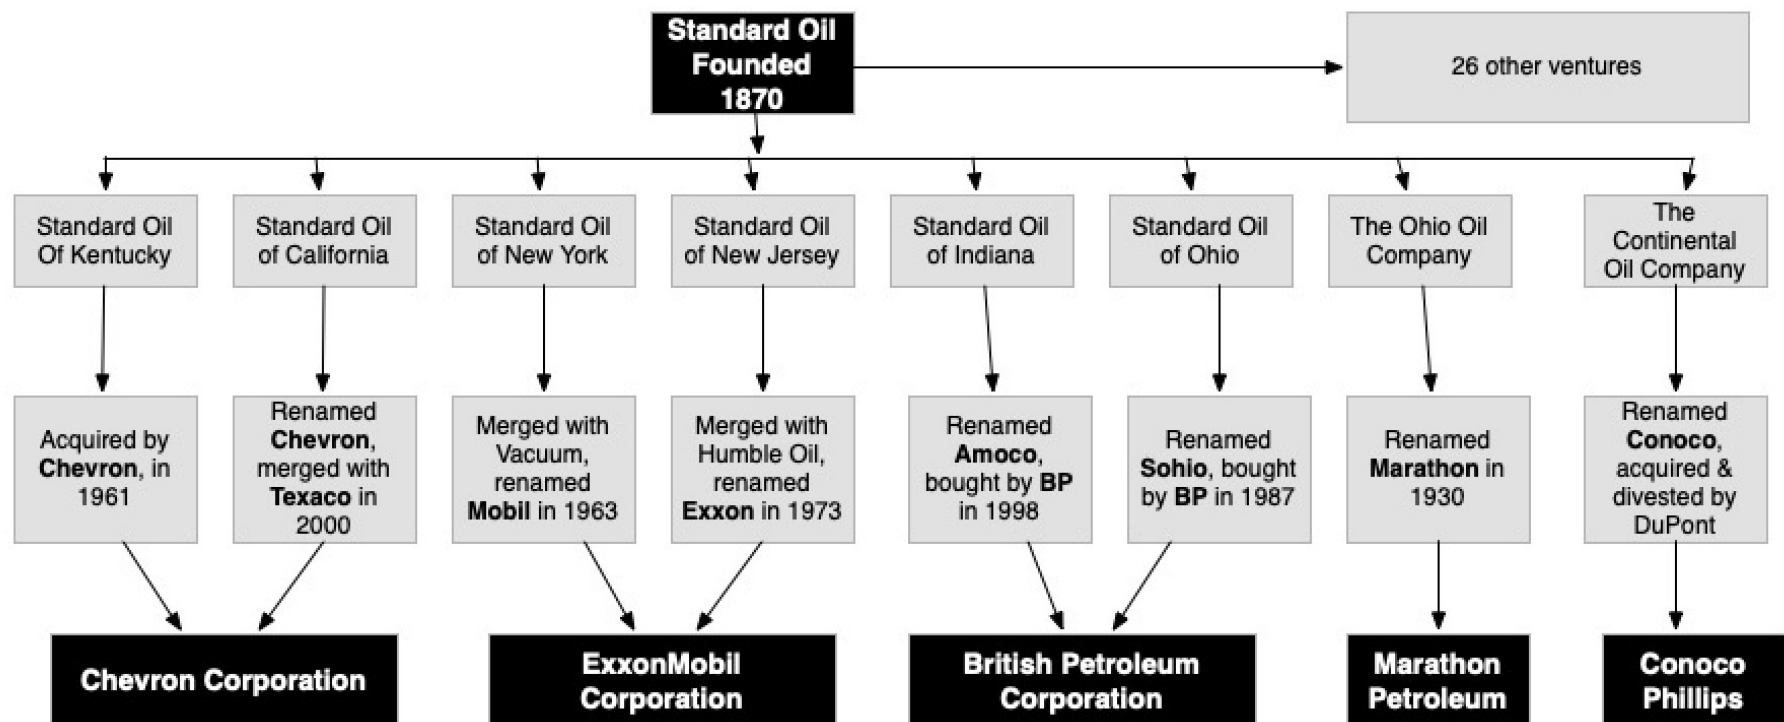 Standard Oil
Founded
1870
26 other ventures
Standard Oil
Of Kentucky
Standard Oil
of California
Standard Oil
of New York
Standard Oil
of New Jersey
Standard Oil
of Indiana
Standard Oil
of Ohio
The Ohio Oil
Company
The
Continental
Oil Company
Acquired by
Chevron, in
1961
Renamed
Chevron,
merged with
Texaco in
2000
Merged with
Vacuum,
renamed
Mobil in 1963
Merged with
Humble Oil,
renamed
Exxon in 1973
Renamed
Amoco,
bought by BP
in 1998
Renamed
Sohio, bought
by BP in 1987
Renamed
Marathon in
1930
Renamed
Conoco,
acquired &
divested by
DuPont
Chevron Corporation
ExxonMobil
Corporation
British Petroleum
Corporation
Marathon
Petroleum
Conoco
Phillips